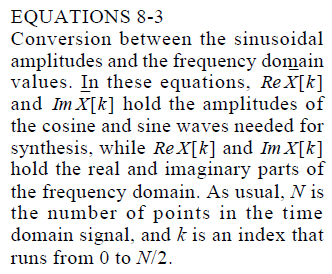 EQUATIONS 8-3
Conversion between the sinusoidal
amplitudes and the frequency domain
values. In these equations, Re X̄[k]
and Im X̄[k] hold the amplitudes of
the cosine and sine waves needed for
synthesis, while Re X[k] and Im X[k]
hold the real and imaginary parts of
the frequency domain. As usual, N is
the number of points in the time
domain signal, and k is an index that
runs from 0 to N/2.